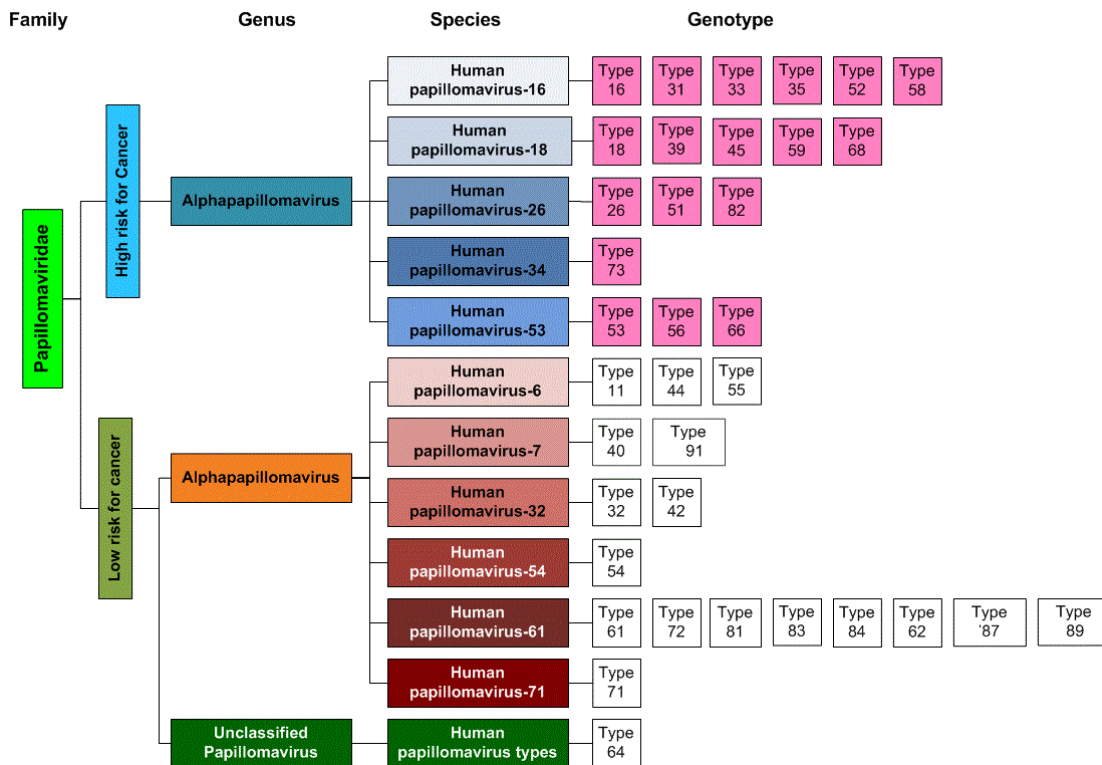 Family Genus Species Genotype
Papillomaviridae
High risk for Cancer
Alphapapillomavirus
Human
papillomavirus-16
Type
16
Type
31
Type
33
Type
35
Type
52
Type
58
Human
papillomavirus-18
Type
18
Type
39
Type
45
Type
59
Type
68
Human
papillomavirus-26
Type
26
Type
51
Type
82
Human
papillomavirus-34
Type
73
Human
papillomavirus-53
Type
53
Type
56
Type
66
Low risk for cancer
Alphapapillomavirus
Human
papillomavirus-6
Type
11
Type
44
Type
55
Human
papillomavirus-7
Type
40
Type
91
Human
papillomavirus-32
Type
32
Type
42
Human
papillomavirus-54
Type
54
Human
papillomavirus-61
Type
61
Type
72
Type
81
Type
83
Type
84
Type
62
Type
'87
Type
89
Human
papillomavirus-71
Type
71
Unclassified
Papillomavirus
Human
papillomavirus types
Type
64